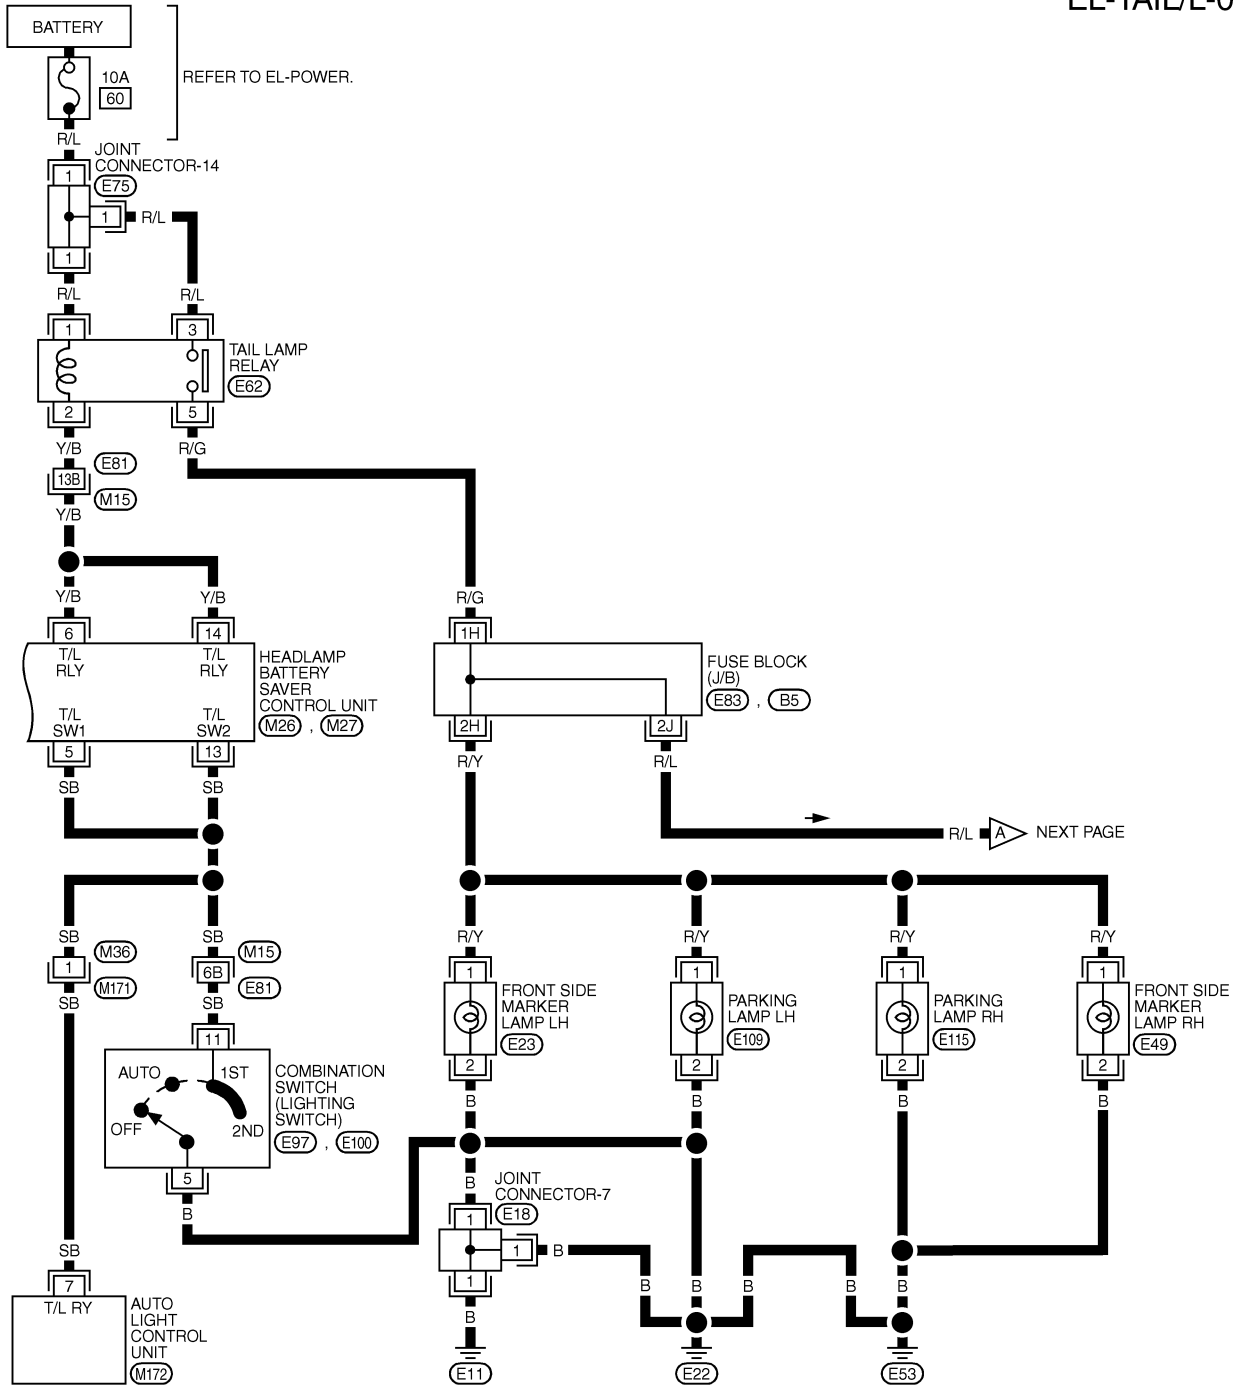 EL-TAIL/L-0
BATTERY
10A
60
REFER TO EL-POWER.
R/L
JOINT
CONNECTOR-14
1
E75
1
R/L
1
R/L
R/L
1
3
TAIL LAMP
RELAY
E62
2
5
Y/B
R/G
E81
13B
M15
Y/B
Y/B
Y/B
R/G
6
14
1H
T/L
RLY
T/L
RLY
HEADLAMP
BATTERY
SAVER
CONTROL UNIT
M26 , M27
FUSE BLOCK
(J/B)
E83 , B5
T/L
SW1
T/L
SW2
5
13
2H
2J
SB
SB
R/Y
R/L
R/L
A
NEXT PAGE
SB
SB
R/Y
R/Y
R/Y
R/Y
M36
M15
1
6B
1
1
1
1
M171
E81
SB
SB
FRONT SIDE
MARKER
LAMP LH
E23
PARKING
LAMP LH
E109
PARKING
LAMP RH
E115
FRONT SIDE
MARKER
LAMP RH
E49
11
2
2
2
2
AUTO
1ST
OFF
2ND
COMBINATION
SWITCH
(LIGHTING
SWITCH)
E97 , E100
B
B
B
B
5
B
B
JOINT
CONNECTOR-7
E18
1
1
B
1
SB
B
B
B
B
B
7
T/L RY
AUTO
LIGHT
CONTROL
UNIT
M172
E11
E22
E53